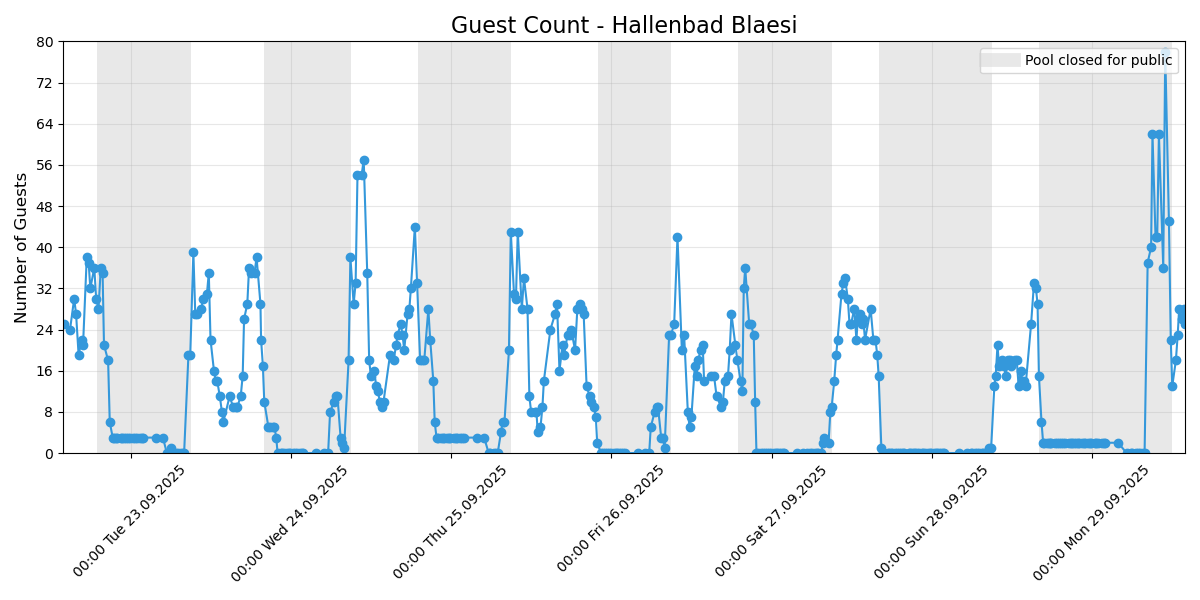 Guest Count - Hallenbad Blaesi
Number of Guests
80
72
64
56
48
40
32
24
16
8
0
Pool closed for public
00:00 Tue 23.09.2025
00:00 Wed 24.09.2025
00:00 Thu 25.09.2025
00:00 Fri 26.09.2025
00:00 Sat 27.09.2025
00:00 Sun 28.09.2025
00:00 Mon 29.09.2025